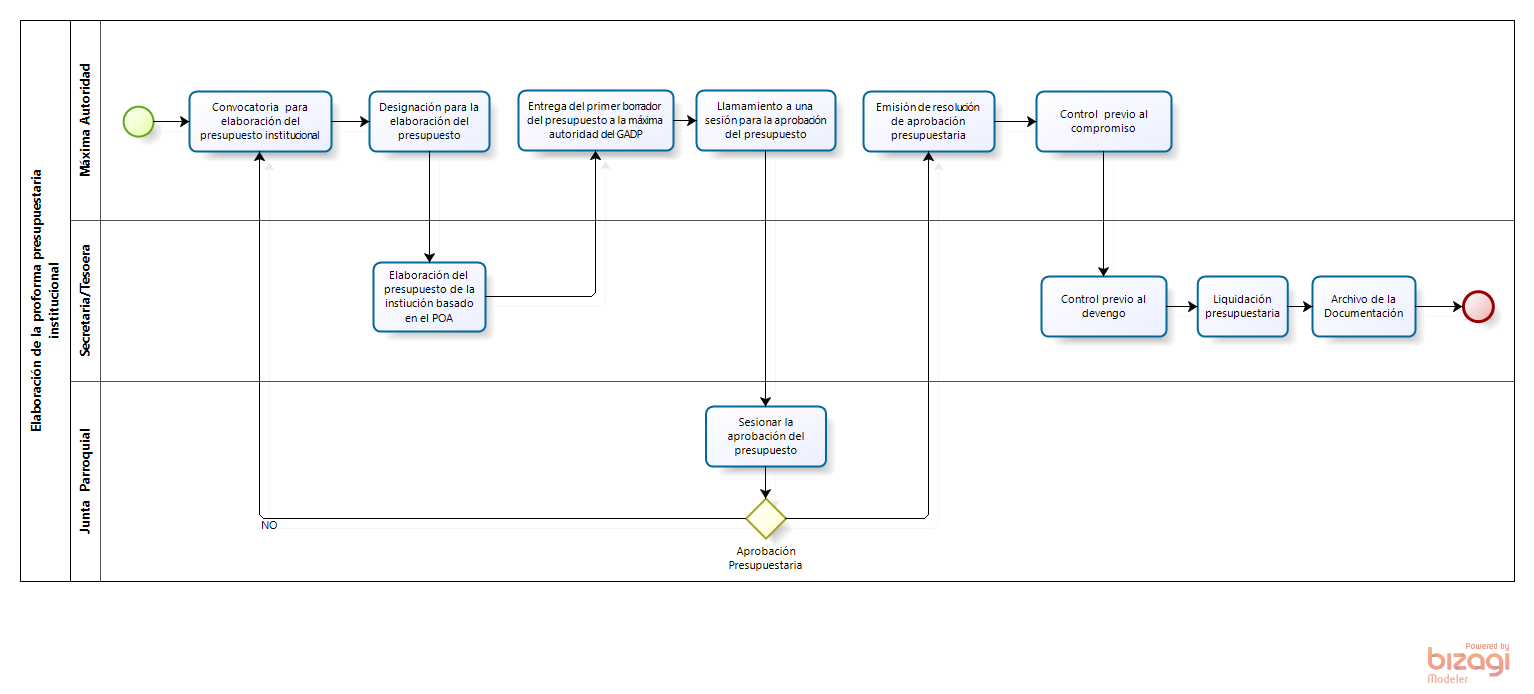 Elaboración de la proforma presupuestaria
institucional
Máxima Autoridad
Convocatoria para
elaboración del
presupuesto institucional
Designación para la
elaboración del
presupuesto
Entrega del primer borrador
del presupuesto a la máxima
autoridad del GADP
Llamamiento a una
sesión para la aprobación
del presupuesto
Emisión de resolución
de aprobación
presupuestaria
Control previo al
compromiso
Secretaria/Tesoera
Elaboración del
presupuesto de la
instiución basado
en el POA
Control previo al
devengo
Liquidación
presupuestaria
Archivo de la
Documentación
Junta Parroquial
Sesionar la
aprobación del
presupuesto
NO
Aprobación
Presupuestaria
Powered by
bizagi
Modeler